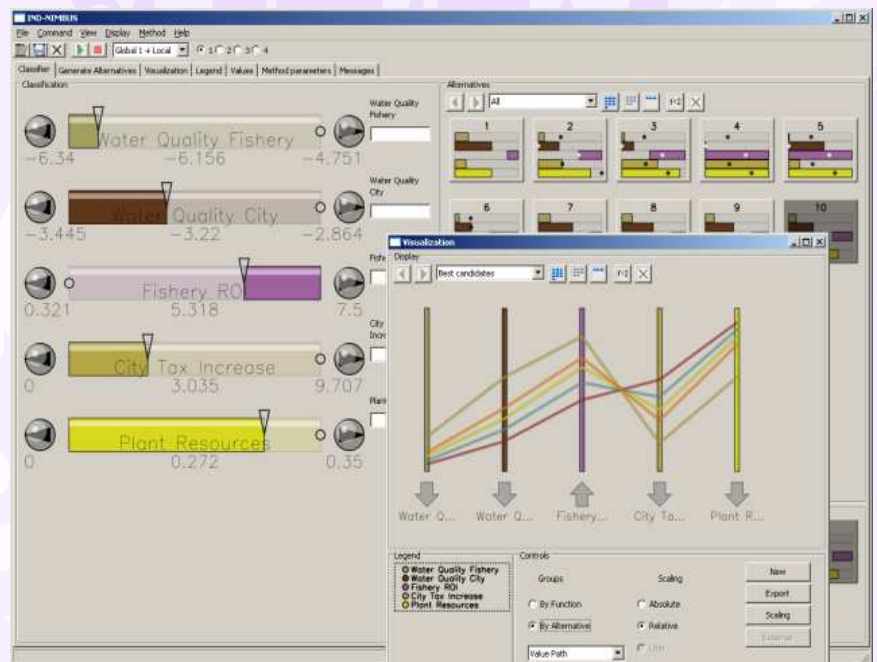 IND-NIMBUS
File Command View Display Method Help
Global 1 + Local 1 2 3 4
Classifier Generate Alternatives Visualization Legend Values Method parameters Messages
Classification
Water Quality Fishery
-6.34 -6.156 -4.751
Water Quality Fishery
Water Quality City
-3.445 -3.22 -2.864
Water Quality City
Fishery ROI
0.321 5.318 7.5
Fishe
City Tax Increase
0 3.035 9.707
City
Incre
Plant Resources
0 0.272 0.35
Plant
Alternatives
All
1 2 3 4 5
6 7 8 9 10
Visualization
Display
Best candidates
Water Q... Water Q... Fishery... City Ta... Plant R...
Legend
Water Quality Fishery
Water Quality City
Fishery ROI
City Tax Increase
Plant Resources
Controls
Groups
By Function
By Alternative
Value Path
Scaling
Absolute
Relative
User
New
Export
Scaling
External